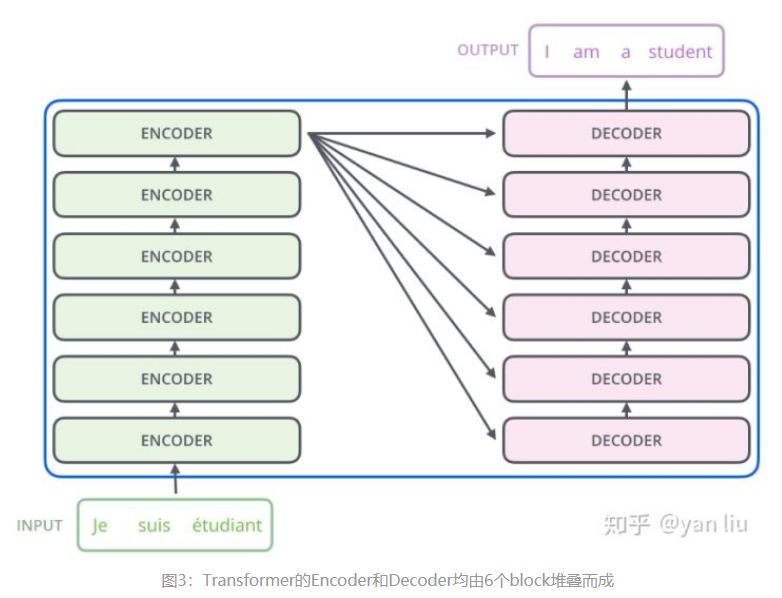 OUTPUT I am a student
ENCODER DECODER
ENCODER DECODER
ENCODER DECODER
ENCODER DECODER
ENCODER DECODER
ENCODER DECODER
INPUT Je suis étudiant
知乎 @yan liu
图3：Transformer的Encoder和Decoder均由6个block堆叠而成